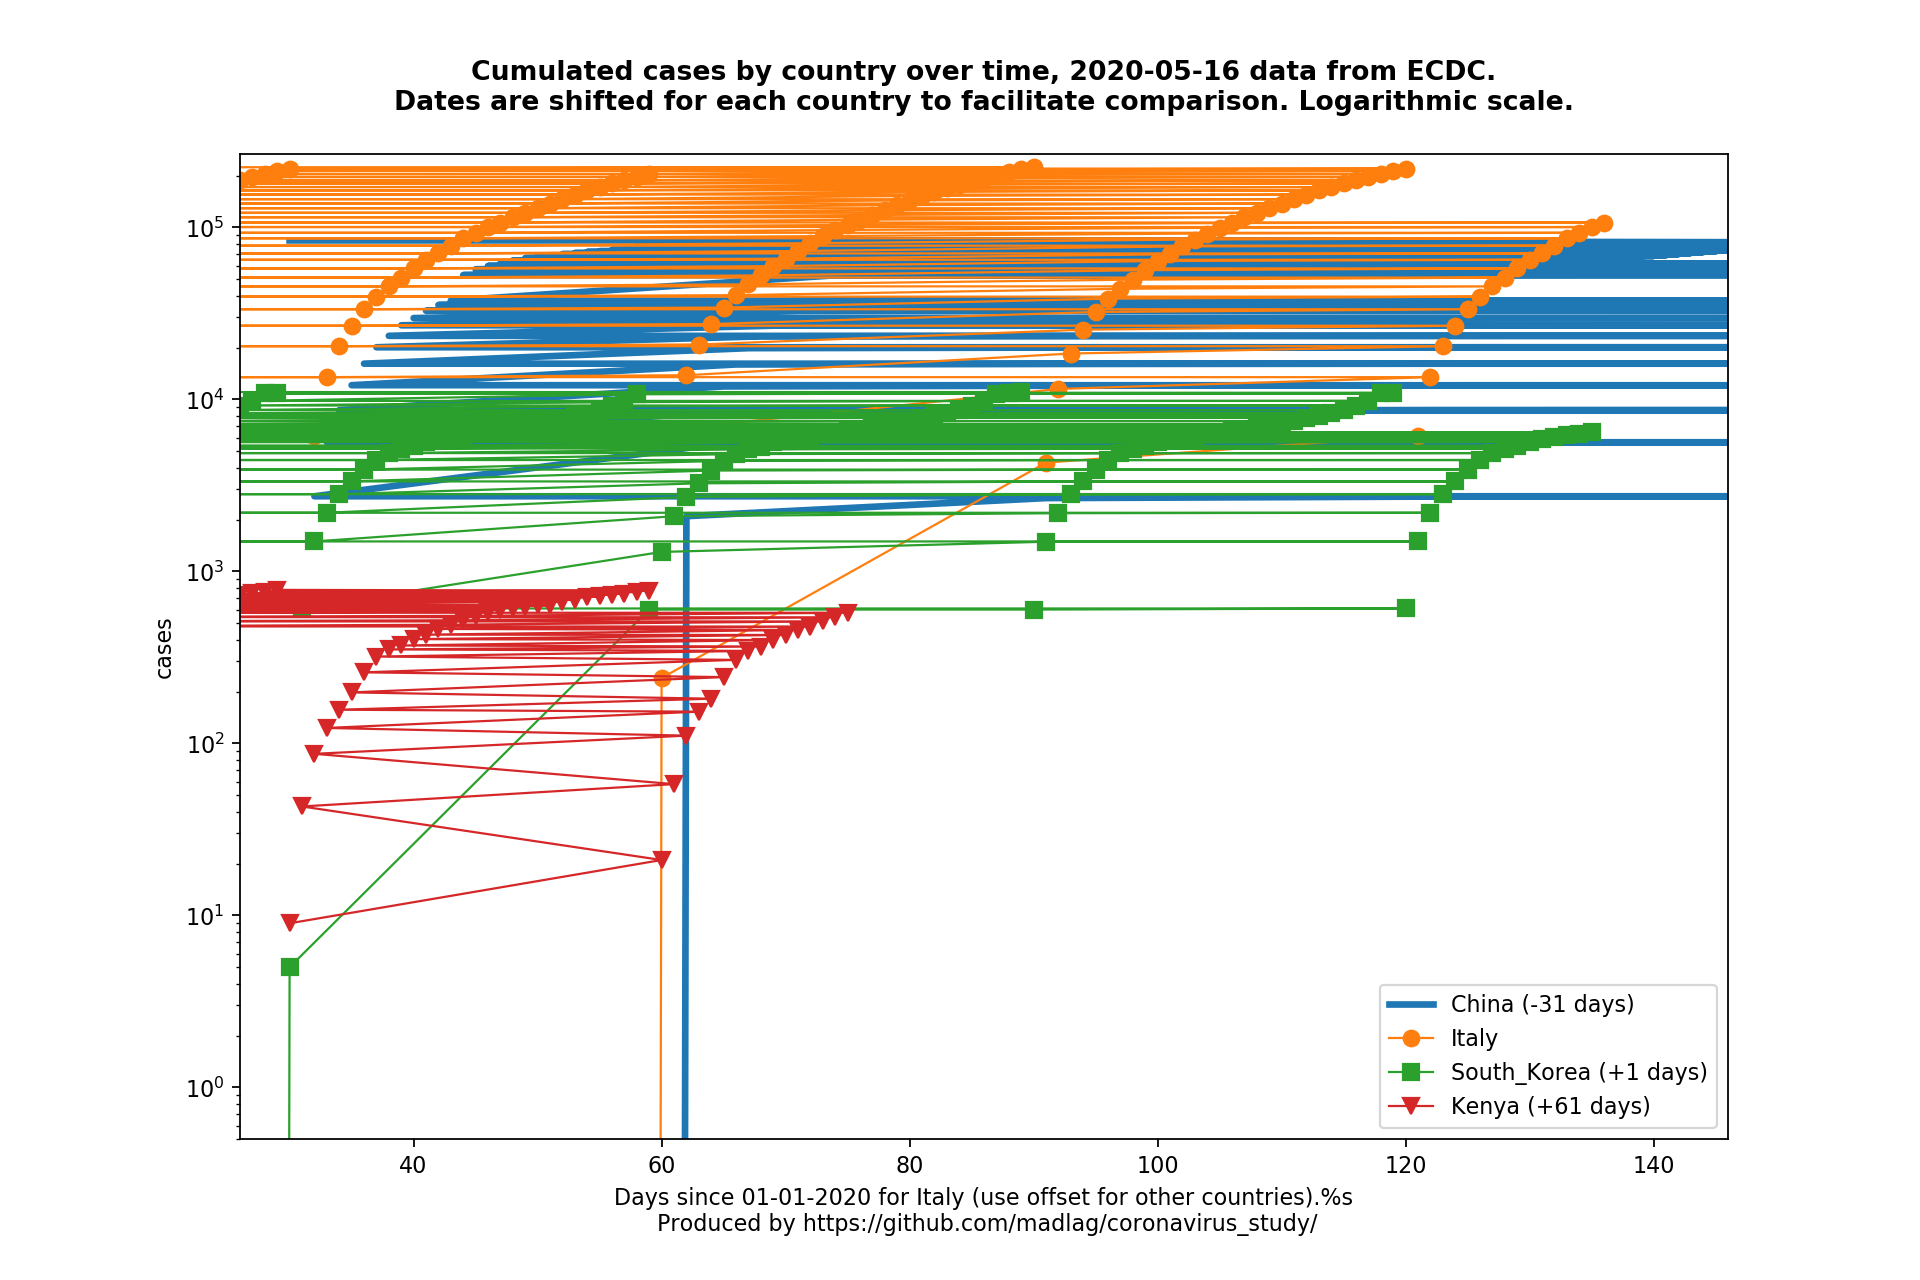 Cumulated cases by country over time, 2020-05-16 data from ECDC.
Dates are shifted for each country to facilitate comparison. Logarithmic scale.
cases
10^5
10^4
10^3
10^2
10^1
10^0
40 60 80 100 120 140
China (-31 days)
Italy
South_Korea (+1 days)
Kenya (+61 days)
Days since 01-01-2020 for Italy (use offset for other countries).%s
Produced by https://github.com/madlag/coronavirus_study/